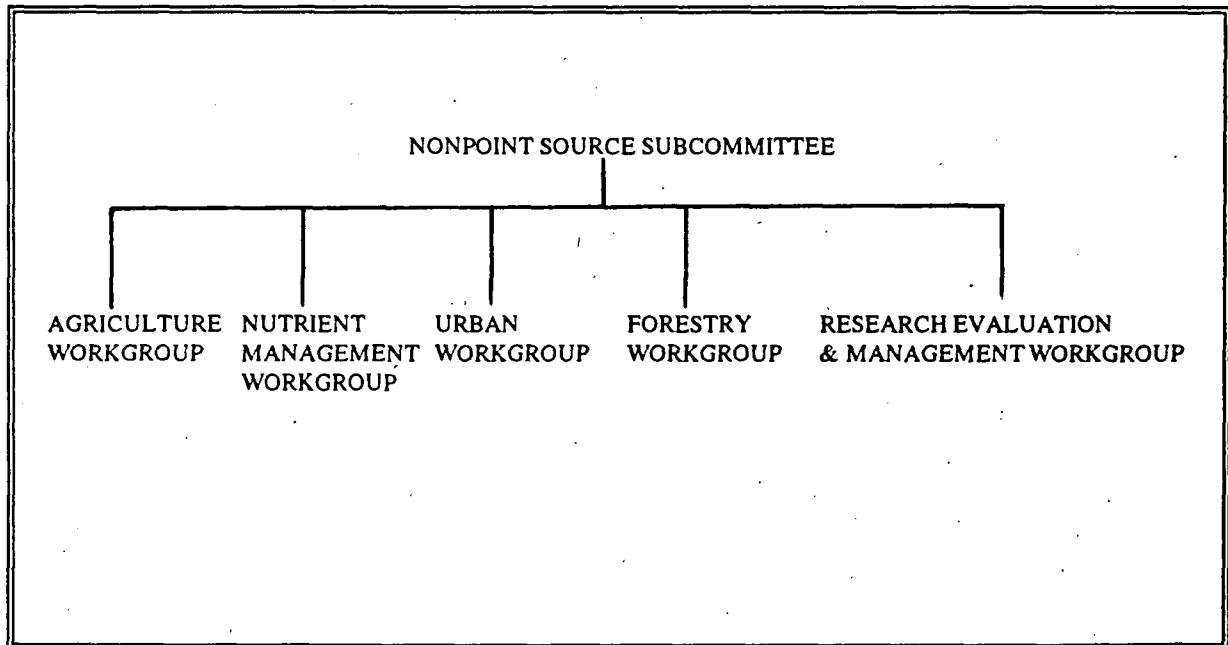 NONPOINT SOURCE SUBCOMMITTEE
AGRICULTURE
WORKGROUP
NUTRIENT
MANAGEMENT
WORKGROUP
URBAN
WORKGROUP
FORESTRY
WORKGROUP
RESEARCH EVALUATION
& MANAGEMENT WORKGROUP